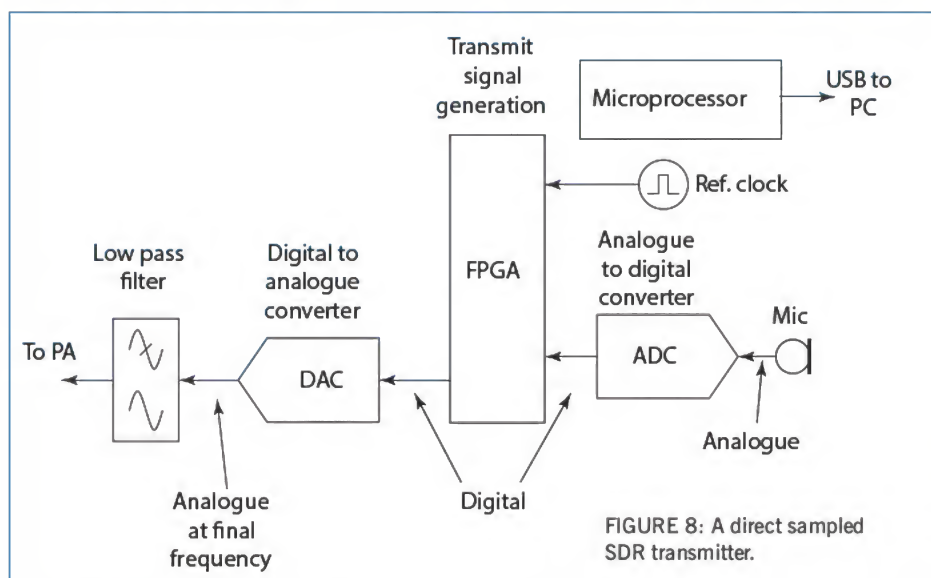 Transmit
signal
generation
Microprocessor
USB to
PC
Ref. clock
Low pass
filter
Digital to
analogue
converter
FPGA
Analogue
to digital
converter
Mic
To PA
DAC
ADC
Analogue
Digital
Analogue
at final
frequency
FIGURE 8: A direct sampled
SDR transmitter.